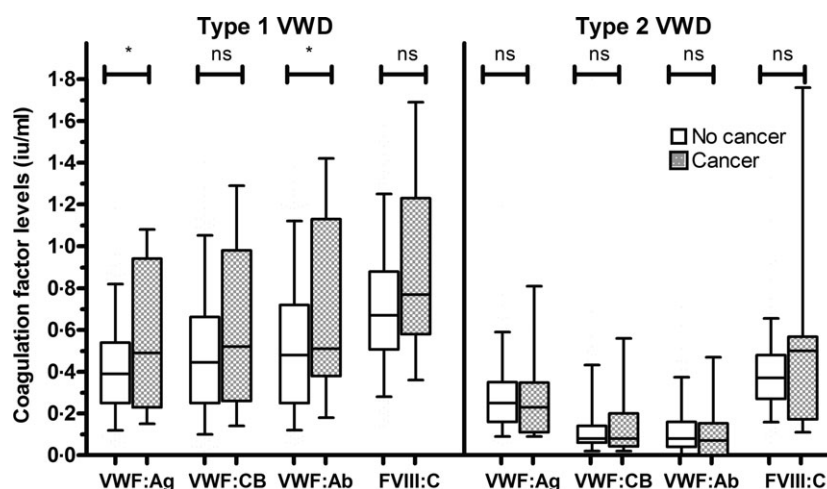 Type 1 VWD Type 2 VWD
* ns * ns ns ns ns ns
Coagulation factor levels (iu/ml)
1·8
1·6
1·4
1·2
1·0
0·8
0·6
0·4
0·2
0·0
No cancer
Cancer
VWF:Ag VWF:CB VWF:Ab FVIII:C VWF:Ag VWF:CB VWF:Ab FVIII:C